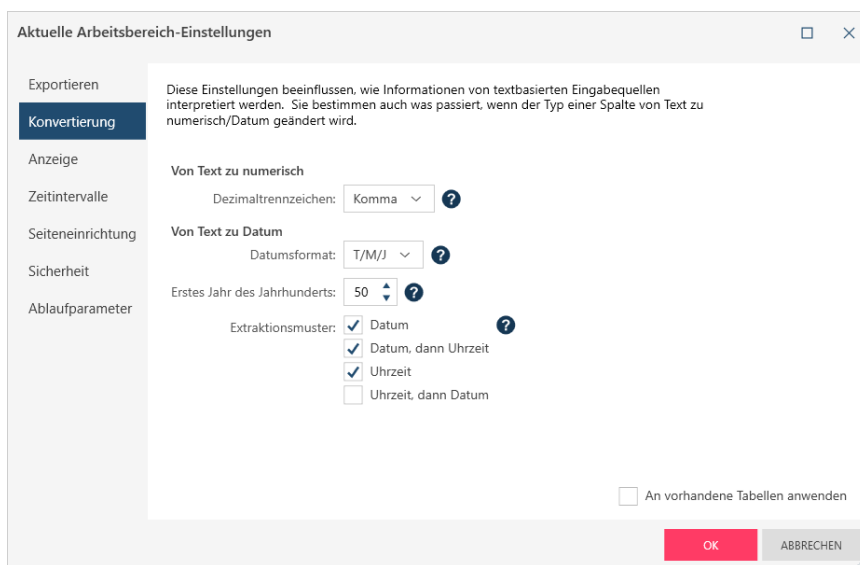 Aktuelle Arbeitsbereich-Einstellungen
Exportieren
Konvertierung
Anzeige
Zeitintervalle
Seiteneinrichtung
Sicherheit
Ablaufparameter
Diese Einstellungen beeinflussen, wie Informationen von textbasierten Eingabequellen
interpretiert werden.  Sie bestimmen auch was passiert, wenn der Typ einer Spalte von Text zu
numerisch/Datum geändert wird.
Von Text zu numerisch
Dezimaltrennzeichen: Komma ?
Von Text zu Datum
Datumsformat: T/M/J ?
Erstes Jahr des Jahrhunderts: 50 ?
Extraktionsmuster: Datum ?
Datum, dann Uhrzeit
Uhrzeit
Uhrzeit, dann Datum
An vorhandene Tabellen anwenden
OK ABBRECHEN